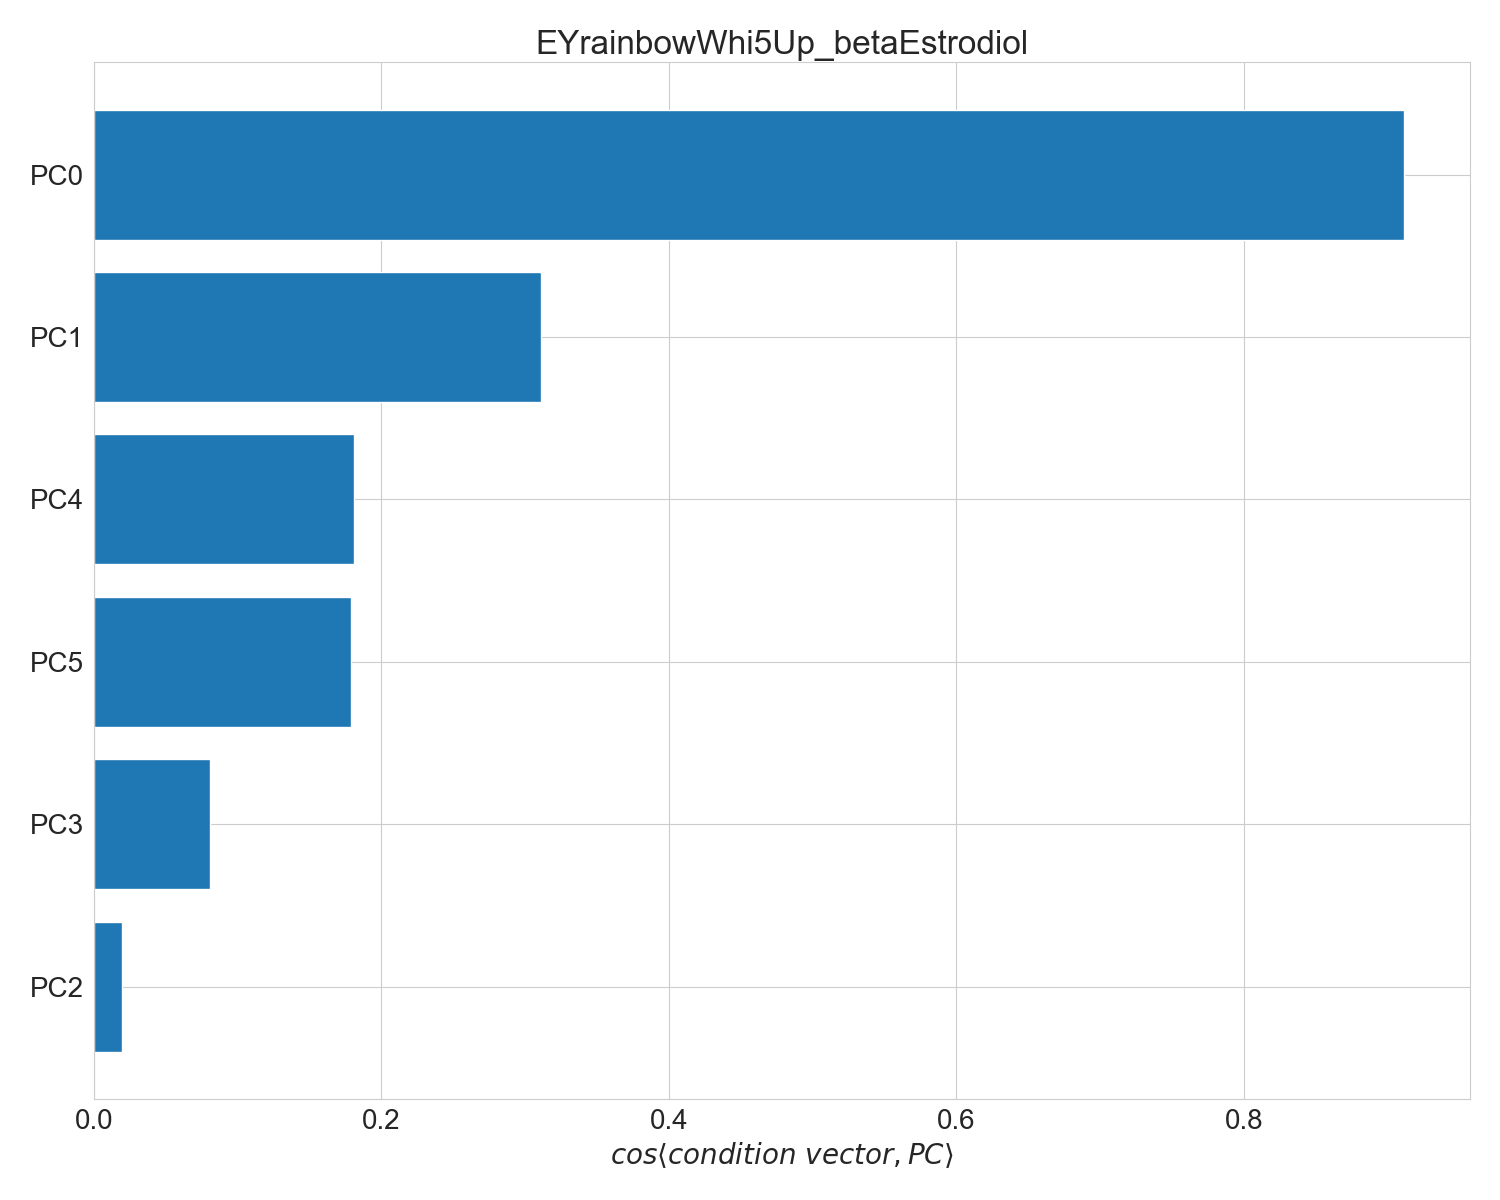 EYrainbowWhi5Up_betaEstrodiol
PC0
PC1
PC4
PC5
PC3
PC2
0.0 0.2 0.4 0.6 0.8
cos⟨condition vector, PC⟩